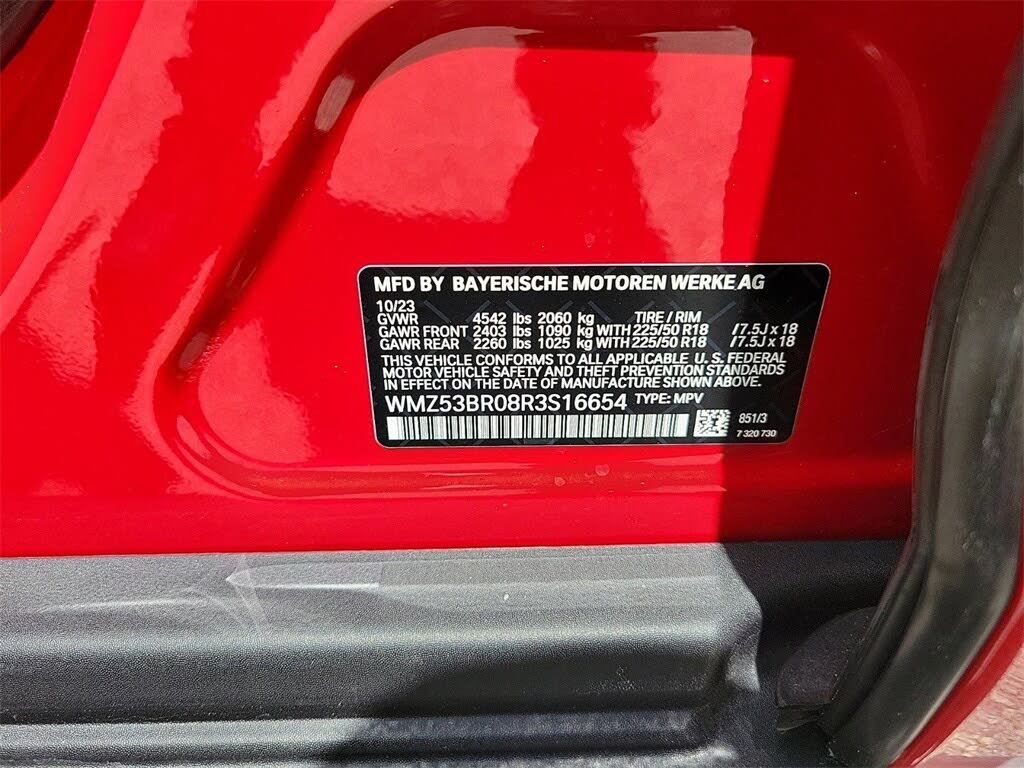 MFD BY BAYERISCHE MOTOREN WERKE AG
10/23
GVWR 4542 lbs 2060 kg TIRE / RIM
GAWR FRONT 2403 lbs 1090 kg WITH 225/50 R18 /7.5J x 18
GAWR REAR 2260 lbs 1025 kg WITH 225/50 R18 /7.5J x 18
THIS VEHICLE CONFORMS TO ALL APPLICABLE U.S. FEDERAL
MOTOR VEHICLE SAFETY AND THEFT PREVENTION STANDARDS
IN EFFECT ON THE DATE OF MANUFACTURE SHOWN ABOVE.
WMZ53BR08R3S16654 TYPE: MPV
851/3
7 320 730